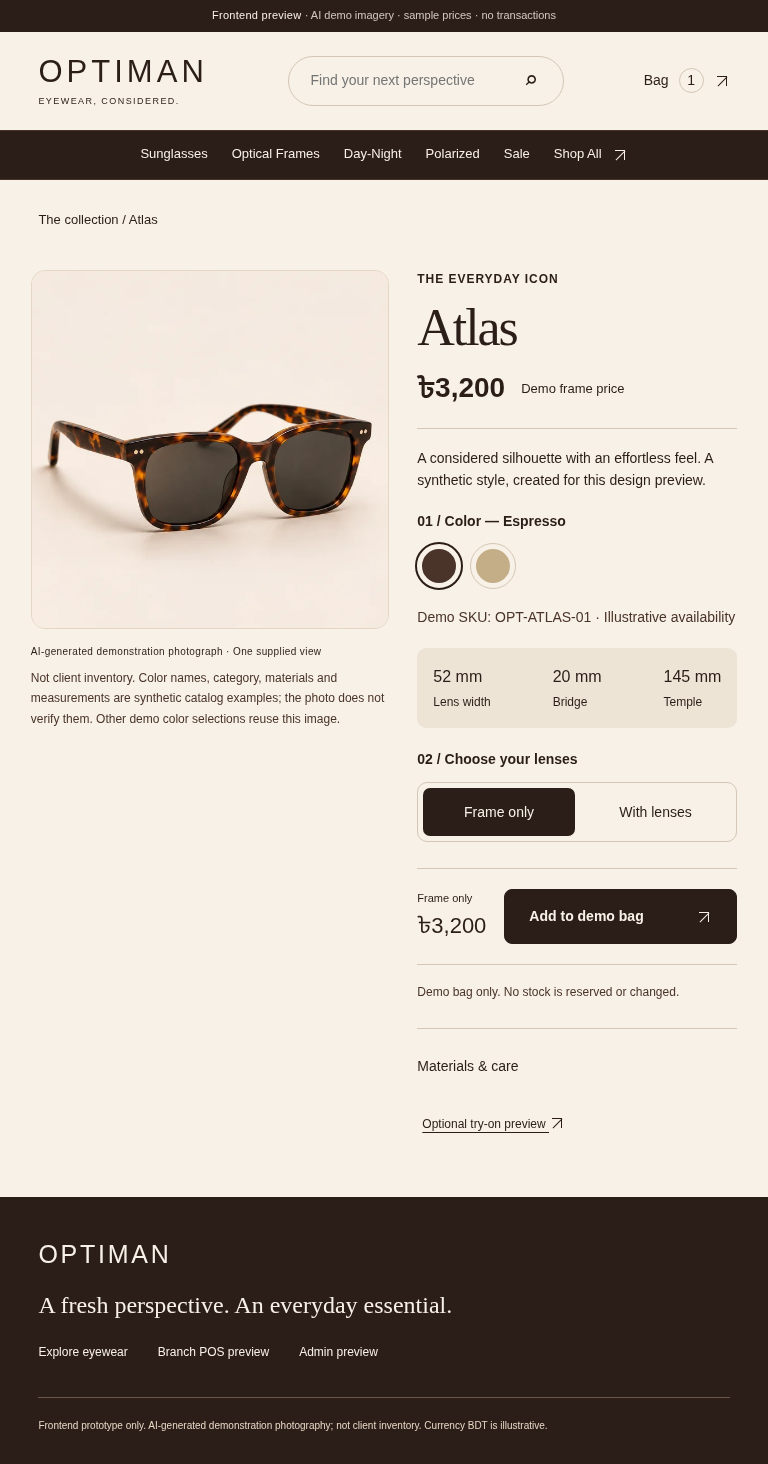 Frontend preview · AI demo imagery · sample prices · no transactions
OPTIMAN
EYEWEAR, CONSIDERED.
Find your next perspective
Bag 1
Sunglasses Optical Frames Day-Night Polarized Sale Shop All
The collection / Atlas
THE EVERYDAY ICON
Atlas
৳3,200 Demo frame price
A considered silhouette with an effortless feel. A
synthetic style, created for this design preview.
01 / Color — Espresso
Demo SKU: OPT-ATLAS-01 · Illustrative availability
AI-generated demonstration photograph · One supplied view
Not client inventory. Color names, category, materials and
measurements are synthetic catalog examples; the photo does not
verify them. Other demo color selections reuse this image.
52 mm 20 mm 145 mm
Lens width Bridge Temple
02 / Choose your lenses
Frame only With lenses
Frame only
৳3,200
Add to demo bag
Demo bag only. No stock is reserved or changed.
Materials & care
Optional try-on preview
OPTIMAN
A fresh perspective. An everyday essential.
Explore eyewear Branch POS preview Admin preview
Frontend prototype only. AI-generated demonstration photography; not client inventory. Currency BDT is illustrative.